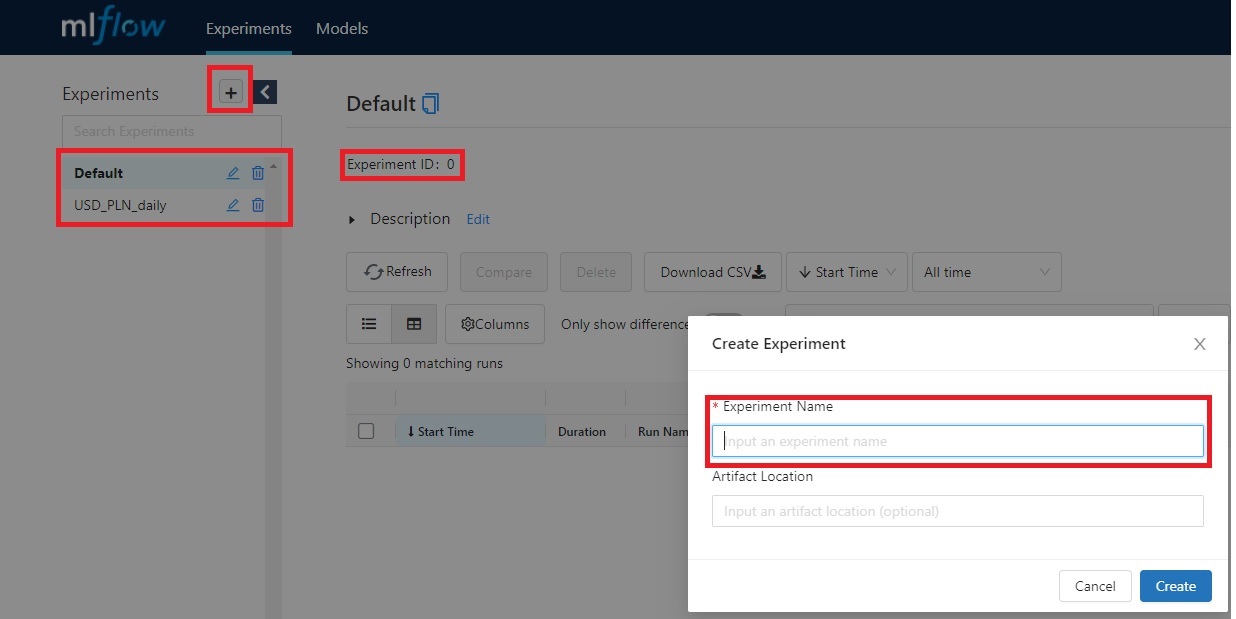 mlflow Experiments Models
Experiments +
Search Experiments
Default
USD_PLN_daily
Default
Experiment ID: 0
Description Edit
Refresh Compare Delete Download CSV Start Time All time
Columns Only show difference
Showing 0 matching runs
Start Time Duration Run Nam
Create Experiment
* Experiment Name
Input an experiment name
Artifact Location
Input an artifact location (optional)
Cancel Create